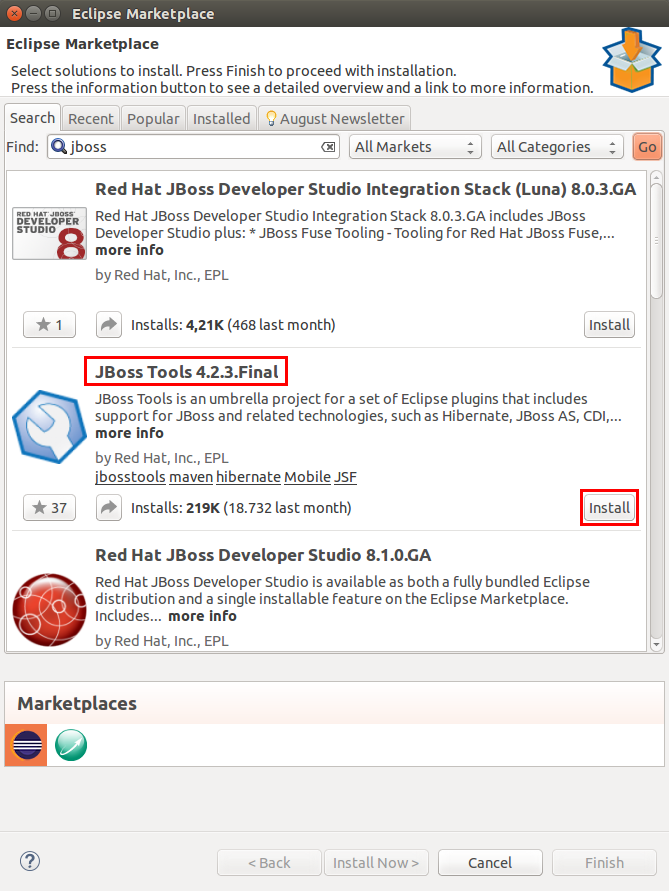 Eclipse Marketplace
Eclipse Marketplace
Select solutions to install. Press Finish to proceed with installation.
Press the information button to see a detailed overview and a link to more information.
Search Recent Popular Installed August Newsletter
Find: jboss All Markets All Categories Go
Red Hat JBoss Developer Studio Integration Stack (Luna) 8.0.3.GA
RED HAT JBOSS
DEVELOPER
STUDIO 8
Red Hat JBoss Developer Studio Integration Stack 8.0.3.GA includes JBoss
Developer Studio plus: * JBoss Fuse Tooling - Tooling for Red Hat JBoss Fuse,...
more info
by Red Hat, Inc., EPL
★ 1 Installs: 4,21K (468 last month) Install
JBoss Tools 4.2.3.Final
JBoss Tools is an umbrella project for a set of Eclipse plugins that includes
support for JBoss and related technologies, such as Hibernate, JBoss AS, CDI,...
more info
by Red Hat, Inc., EPL
jbosstools maven hibernate Mobile JSF
★ 37 Installs: 219K (18.732 last month) Install
Red Hat JBoss Developer Studio 8.1.0.GA
Red Hat JBoss Developer Studio is available as both a fully bundled Eclipse
distribution and a single installable feature on the Eclipse Marketplace.
Includes... more info
by Red Hat, Inc., EPL
Marketplaces
? < Back Install Now > Cancel Finish